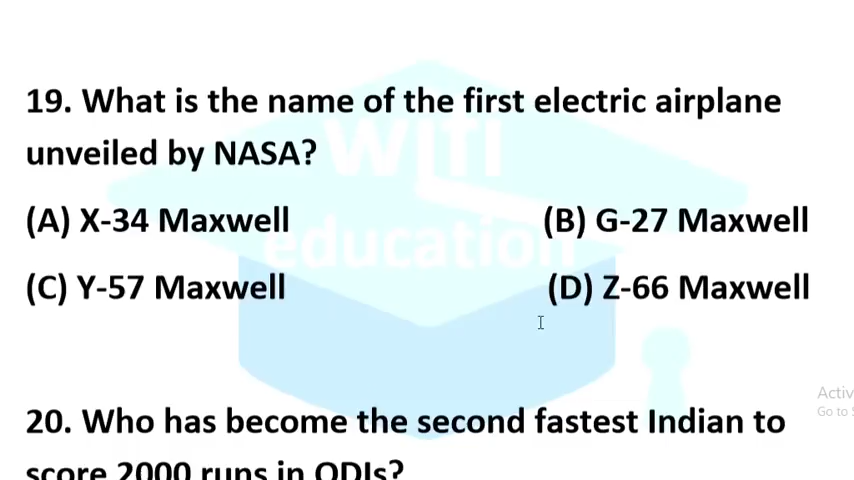 19. What is the name of the first electric airplane
unveiled by NASA?
(A) X-34 Maxwell (B) G-27 Maxwell
(C) Y-57 Maxwell (D) Z-66 Maxwell
wifi
education
Activ
Go to S
20. Who has become the second fastest Indian to
score 2000 runs in ODIs?